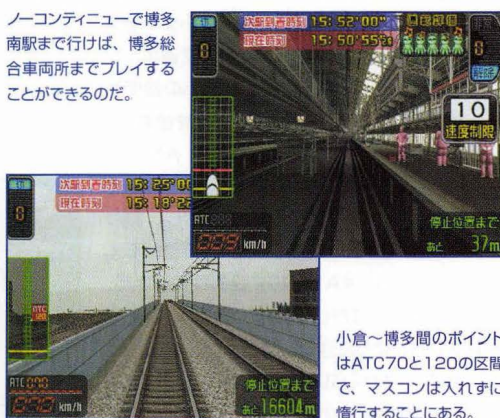 ノーコンティニューで博多
南駅まで行けば、博多総
合車両所までプレイする
ことができるのだ。
次駅到着時刻 15:52'00"
現在時刻 15:50'55"
10
速度制限
停止位置まで
あと 37m
次駅到着時刻 15:25'00
現在時刻 15:18'2
ATC
km/h
停止位置まで
あと 16604m
ATC
km/h
小倉~博多間のポイント
はATC70と120の区間
で、マスコンは入れずに
惰行することにある。